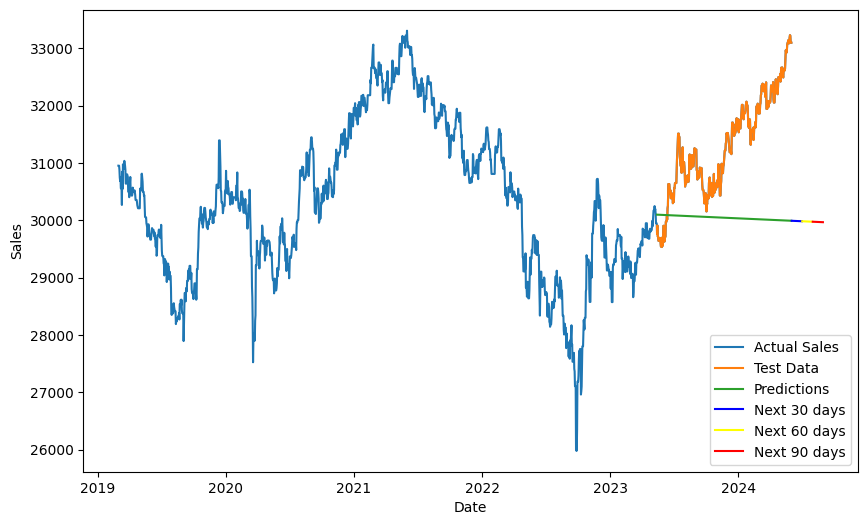 33000
32000
31000
30000
29000
28000
27000
26000
Sales
2019
2020
2021
2022
2023
2024
Date
Actual Sales
Test Data
Predictions
Next 30 days
Next 60 days
Next 90 days